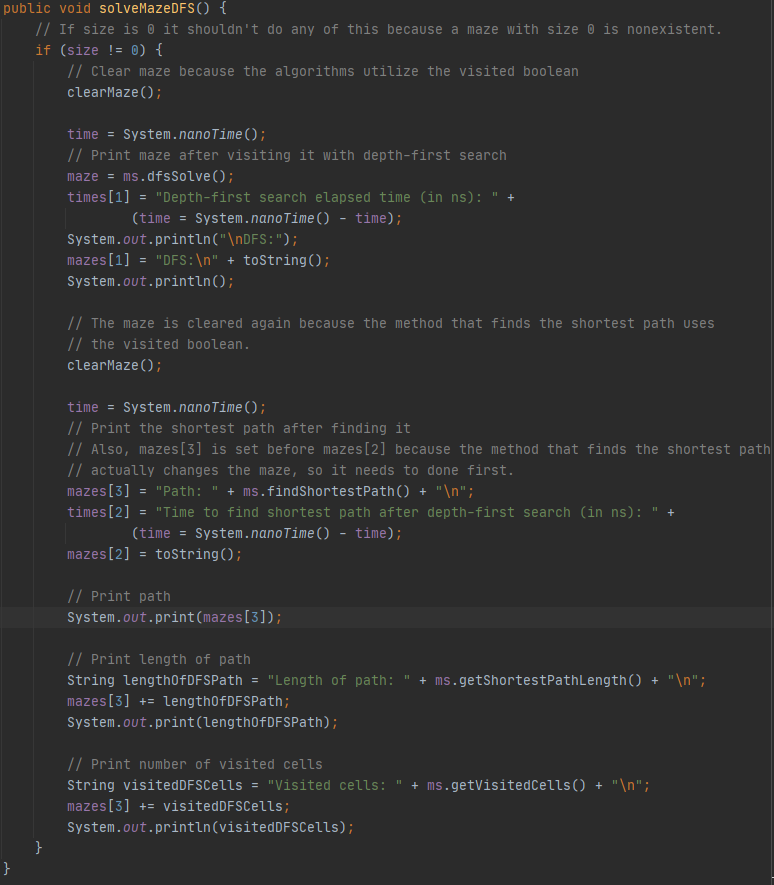 public void solveMazeDFS() {
    // If size is 0 it shouldn't do any of this because a maze with size 0 is nonexistent.
    if (size != 0) {
        // Clear maze because the algorithms utilize the visited boolean
        clearMaze();

        time = System.nanoTime();
        // Print maze after visiting it with depth-first search
        maze = ms.dfsSolve();
        times[1] = "Depth-first search elapsed time (in ns): " +
                (time = System.nanoTime() - time);
        System.out.println("\nDFS:");
        mazes[1] = "DFS:\n" + toString();
        System.out.println();

        // The maze is cleared again because the method that finds the shortest path uses
        // the visited boolean.
        clearMaze();

        time = System.nanoTime();
        // Print the shortest path after finding it
        // Also, mazes[3] is set before mazes[2] because the method that finds the shortest path
        // actually changes the maze, so it needs to done first.
        mazes[3] = "Path: " + ms.findShortestPath() + "\n";
        times[2] = "Time to find shortest path after depth-first search (in ns): " +
                (time = System.nanoTime() - time);
        mazes[2] = toString();

        // Print path
        System.out.print(mazes[3]);

        // Print length of path
        String lengthOfDFSPath = "Length of path: " + ms.getShortestPathLength() + "\n";
        mazes[3] += lengthOfDFSPath;
        System.out.print(lengthOfDFSPath);

        // Print number of visited cells
        String visitedDFSCells = "Visited cells: " + ms.getVisitedCells() + "\n";
        mazes[3] += visitedDFSCells;
        System.out.println(visitedDFSCells);
    }
}